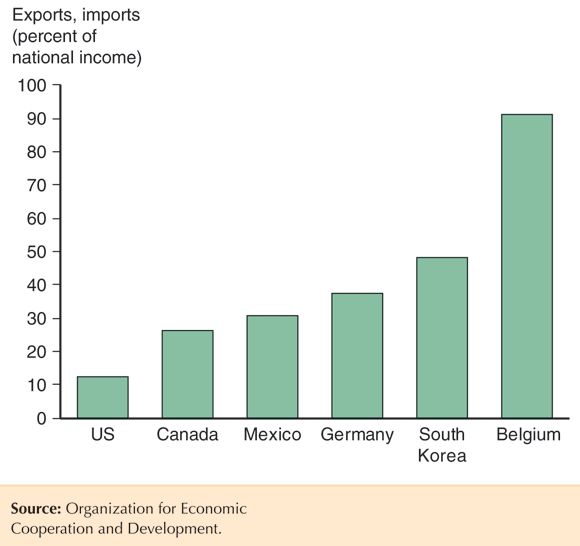 Exports, imports
(percent of
national income)
100
90
80
70
60
50
40
30
20
10
0
US Canada Mexico Germany South Korea Belgium
Source: Organization for Economic
Cooperation and Development.